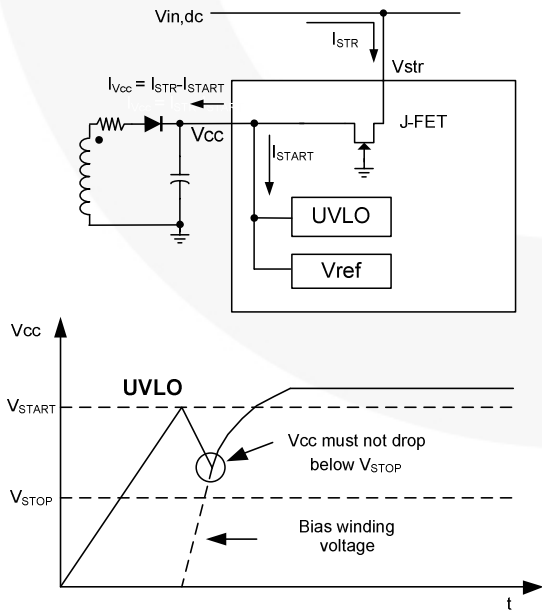 Vin,dc
ISTR
Vstr
IVcc = ISTR-ISTART
Vcc
J-FET
ISTART
UVLO
Vref
Vcc
UVLO
VSTART
Vcc must not drop
below VSTOP
VSTOP
Bias winding
voltage
t